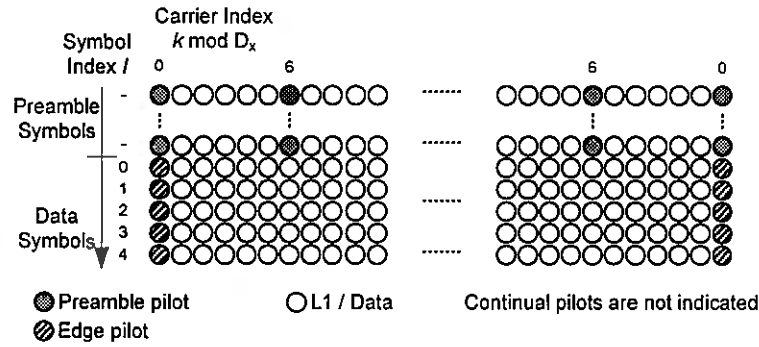 Carrier Index
k mod Dx
Symbol
Index l
0 6 6 0
Preamble
Symbols
-
-
Data
Symbols
0
1
2
3
4
Preamble pilot
L1 / Data
Continual pilots are not indicated
Edge pilot